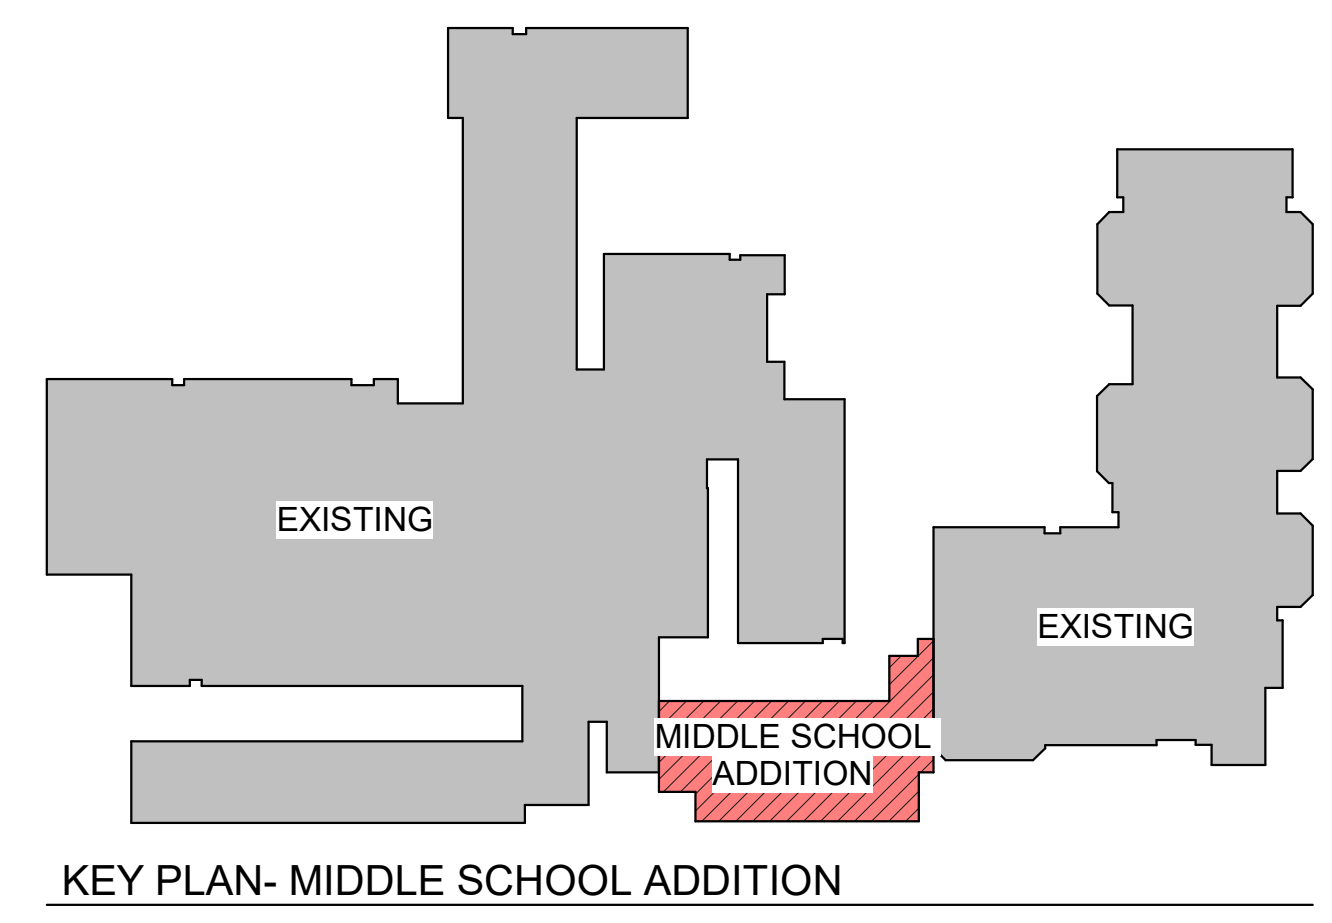 EXISTING
EXISTING
MIDDLE SCHOOL
ADDITION
KEY PLAN- MIDDLE SCHOOL ADDITION